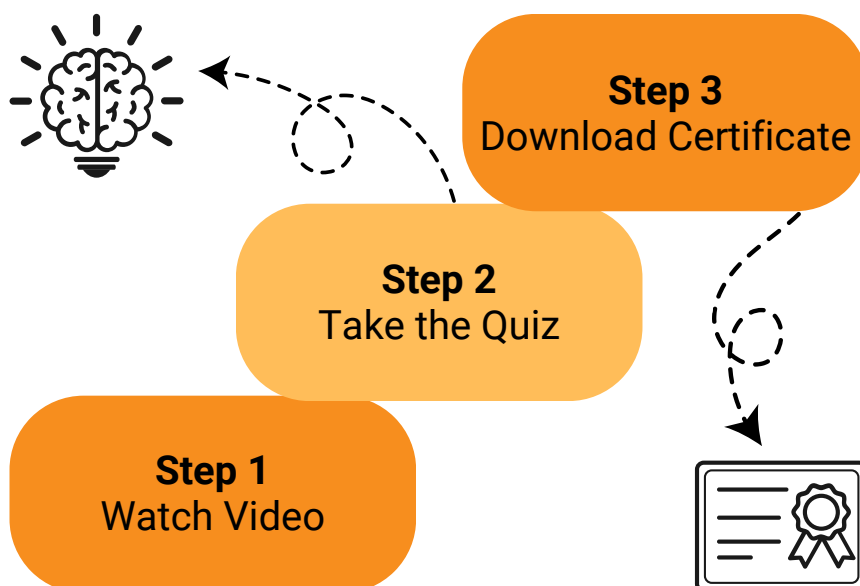 Step 3
Download Certificate
Step 2
Take the Quiz
Step 1
Watch Video